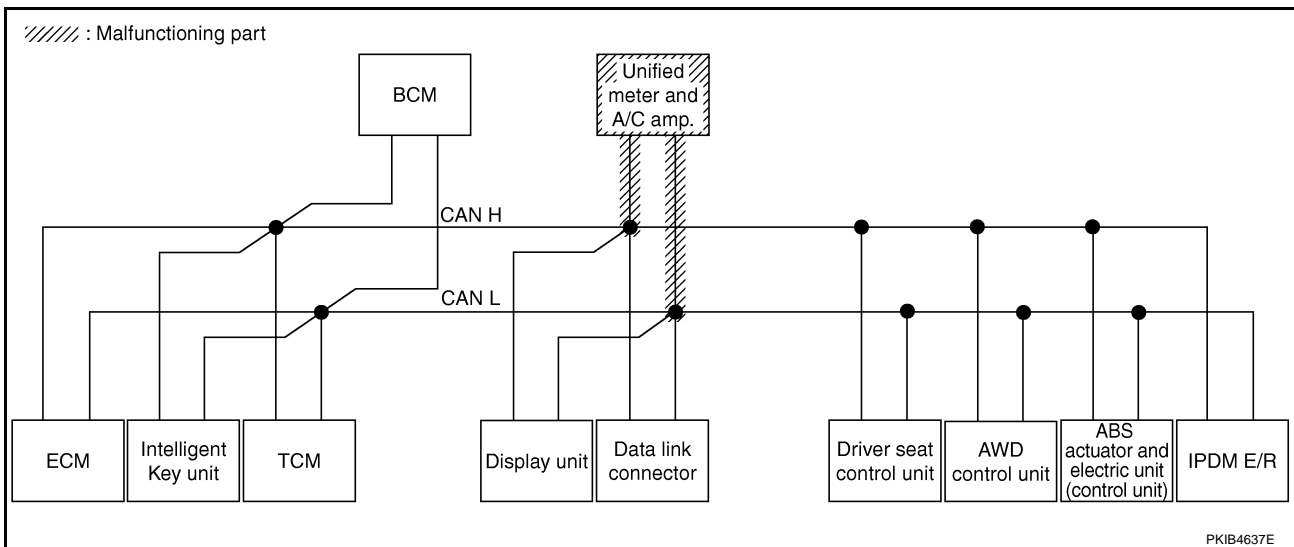 : Malfunctioning part
BCM
Unified
meter and
A/C amp.
CAN H
CAN L
ECM
Intelligent
Key unit
TCM
Display unit
Data link
connector
Driver seat
control unit
AWD
control unit
ABS
actuator and
electric unit
(control unit)
IPDM E/R
PKIB4637E